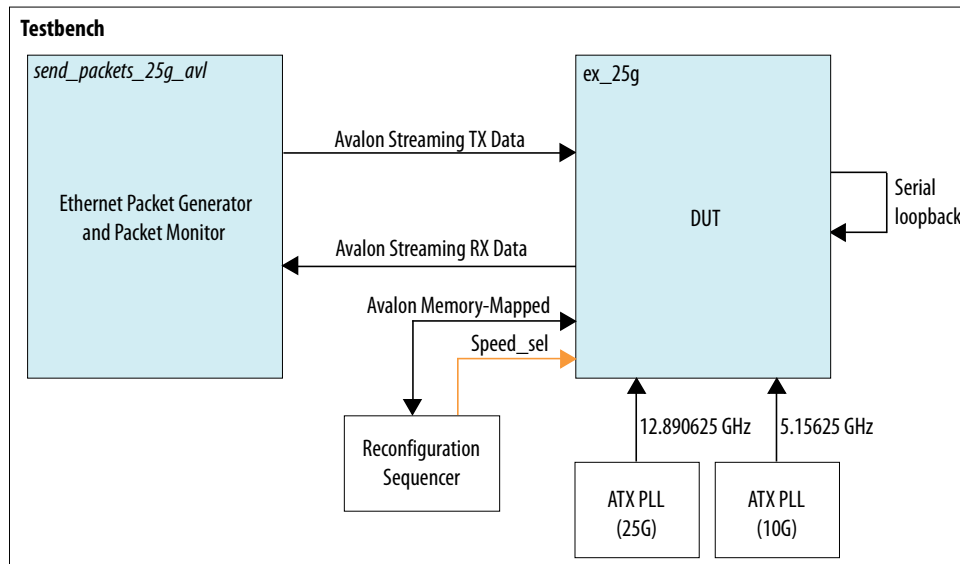 Testbench
send_packets_25g_avl
Ethernet Packet Generator
and Packet Monitor
Avalon Streaming TX Data
Avalon Streaming RX Data
Avalon Memory-Mapped
Speed_sel
ex_25g
DUT
Serial
loopback
Reconfiguration
Sequencer
12.890625 GHz
5.15625 GHz
ATX PLL
(25G)
ATX PLL
(10G)